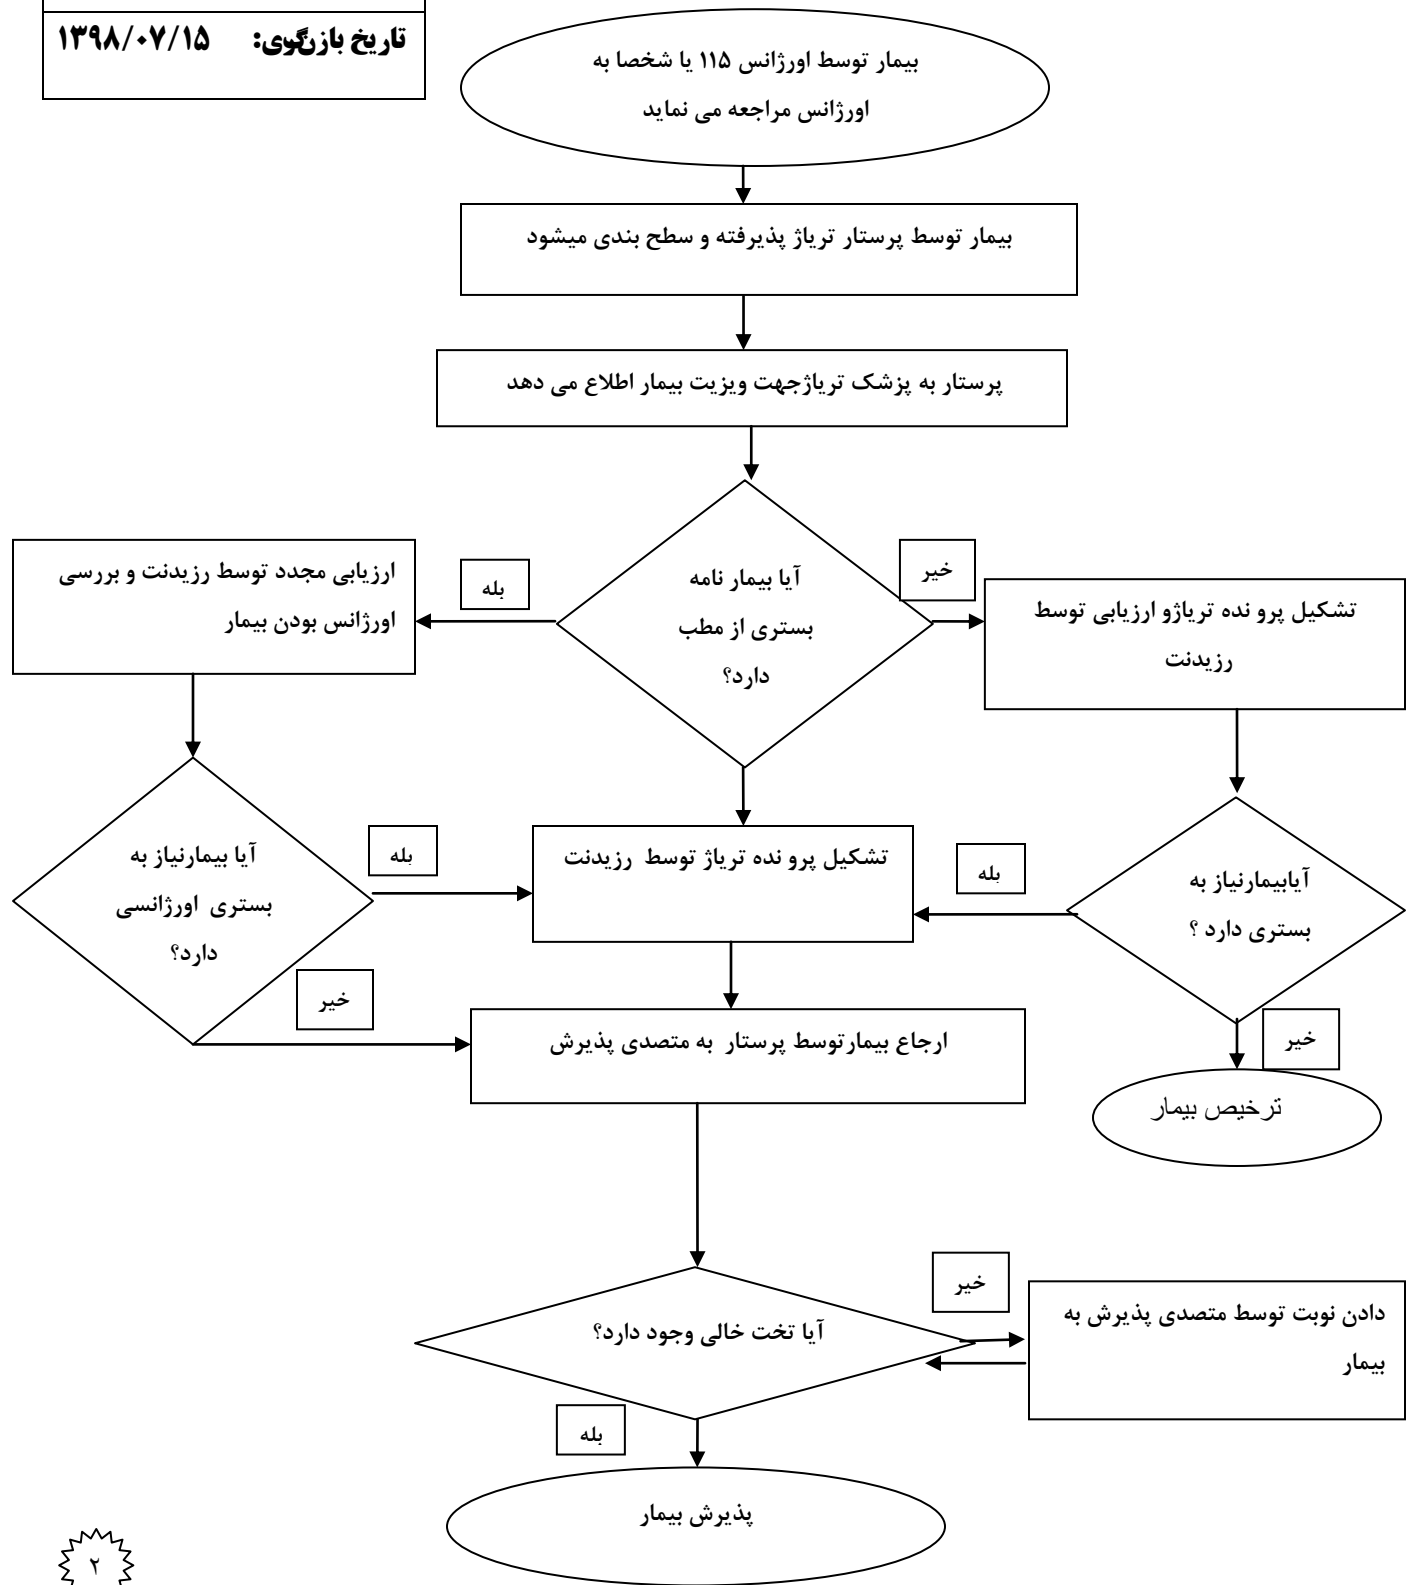 تاریخ بازنگری: ۱۳۹۸/۰۷/۱۵
بیمار توسط اورژانس ۱۱۵ یا شخصا به
اورژانس مراجعه می نماید
بیمار توسط پرستار تریاژ پذیرفته و سطح بندی میشود
پرستار به پزشک تریاژجهت ویزیت بیمار اطلاع می دهد
آیا بیمار نامه
بستری از مطب
دارد؟
خیر
بله
تشکیل پرو نده تریاژو ارزیابی توسط
رزیدنت
ارزیابی مجدد توسط رزیدنت و بررسی
اورژانس بودن بیمار
آیابیمارنیاز به
بستری دارد ؟
بله
تشکیل پرو نده تریاژ توسط رزیدنت
بله
آیا بیمارنیاز به
بستری اورژانسی
دارد؟
خیر
خیر
ارجاع بیمارتوسط پرستار به متصدی پذیرش
ترخیص بیمار
آیا تخت خالی وجود دارد؟
خیر
دادن نوبت توسط متصدی پذیرش به
بیمار
بله
پذیرش بیمار
۲